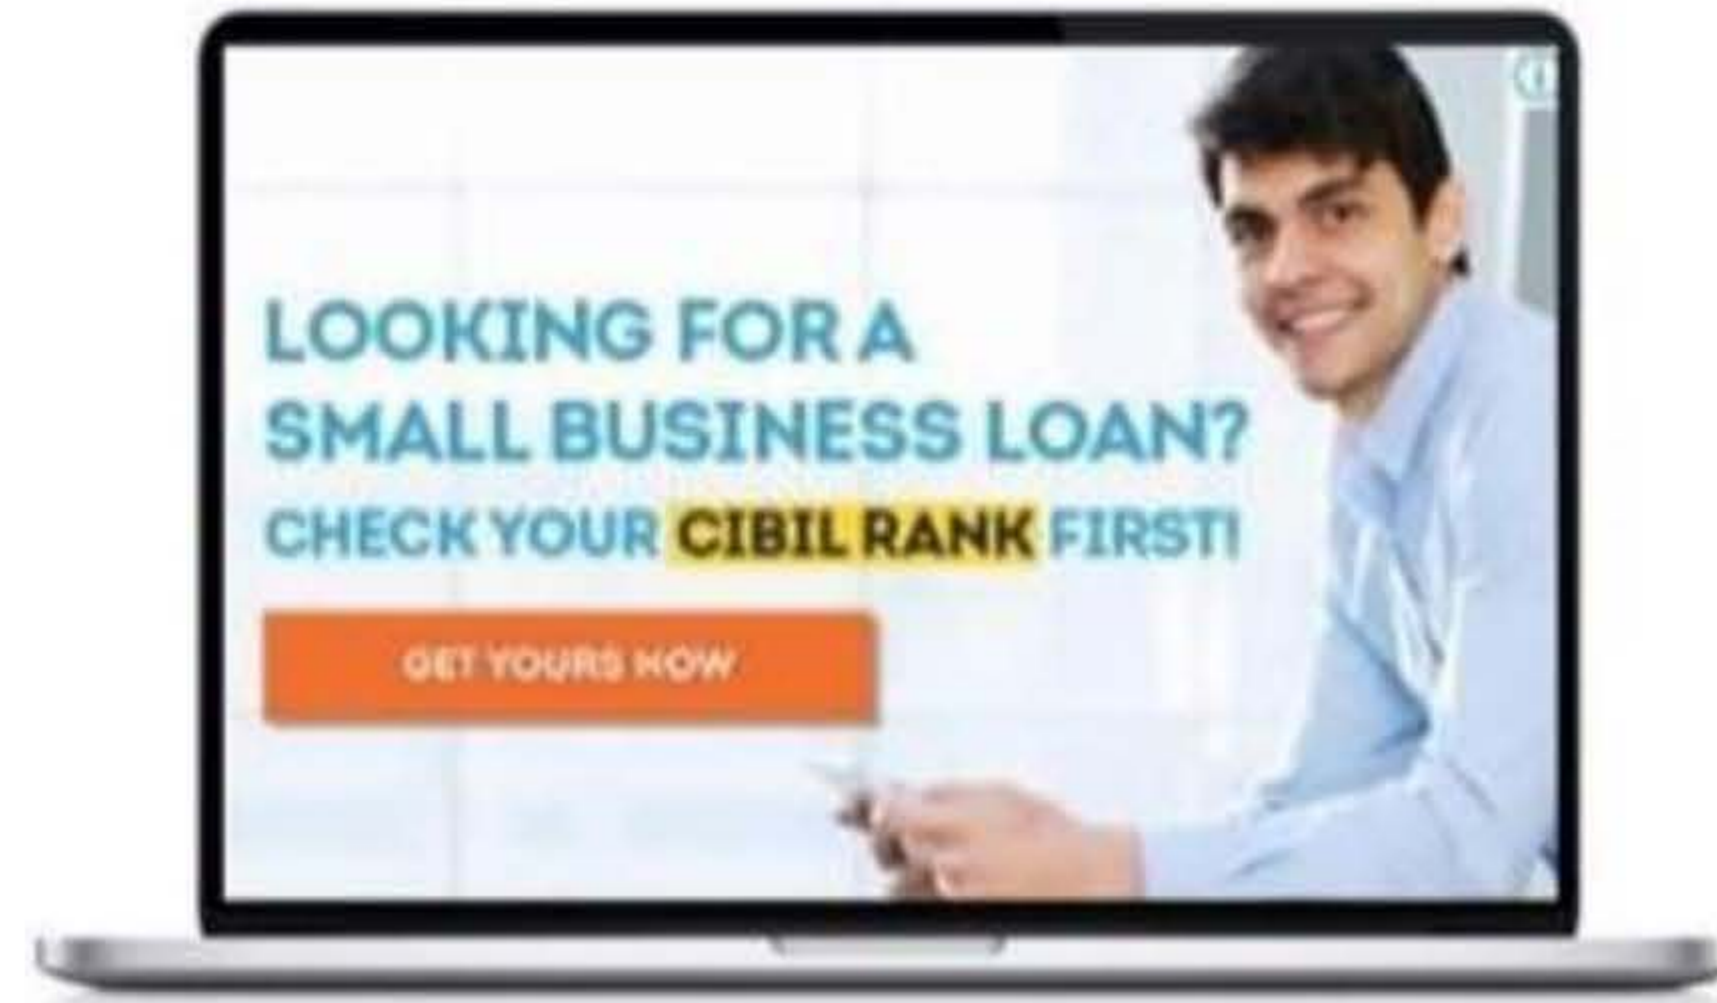 LOOKING FOR A
SMALL BUSINESS LOAN?
CHECK YOUR CIBIL RANK FIRST!
GET YOURS NOW